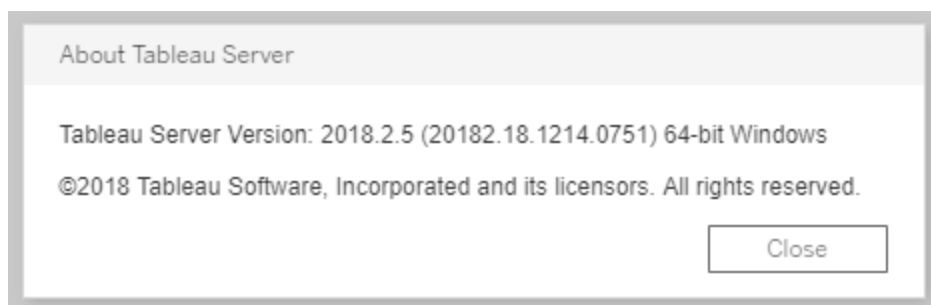 About Tableau Server
Tableau Server Version: 2018.2.5 (20182.18.1214.0751) 64-bit Windows
©2018 Tableau Software, Incorporated and its licensors. All rights reserved.
Close